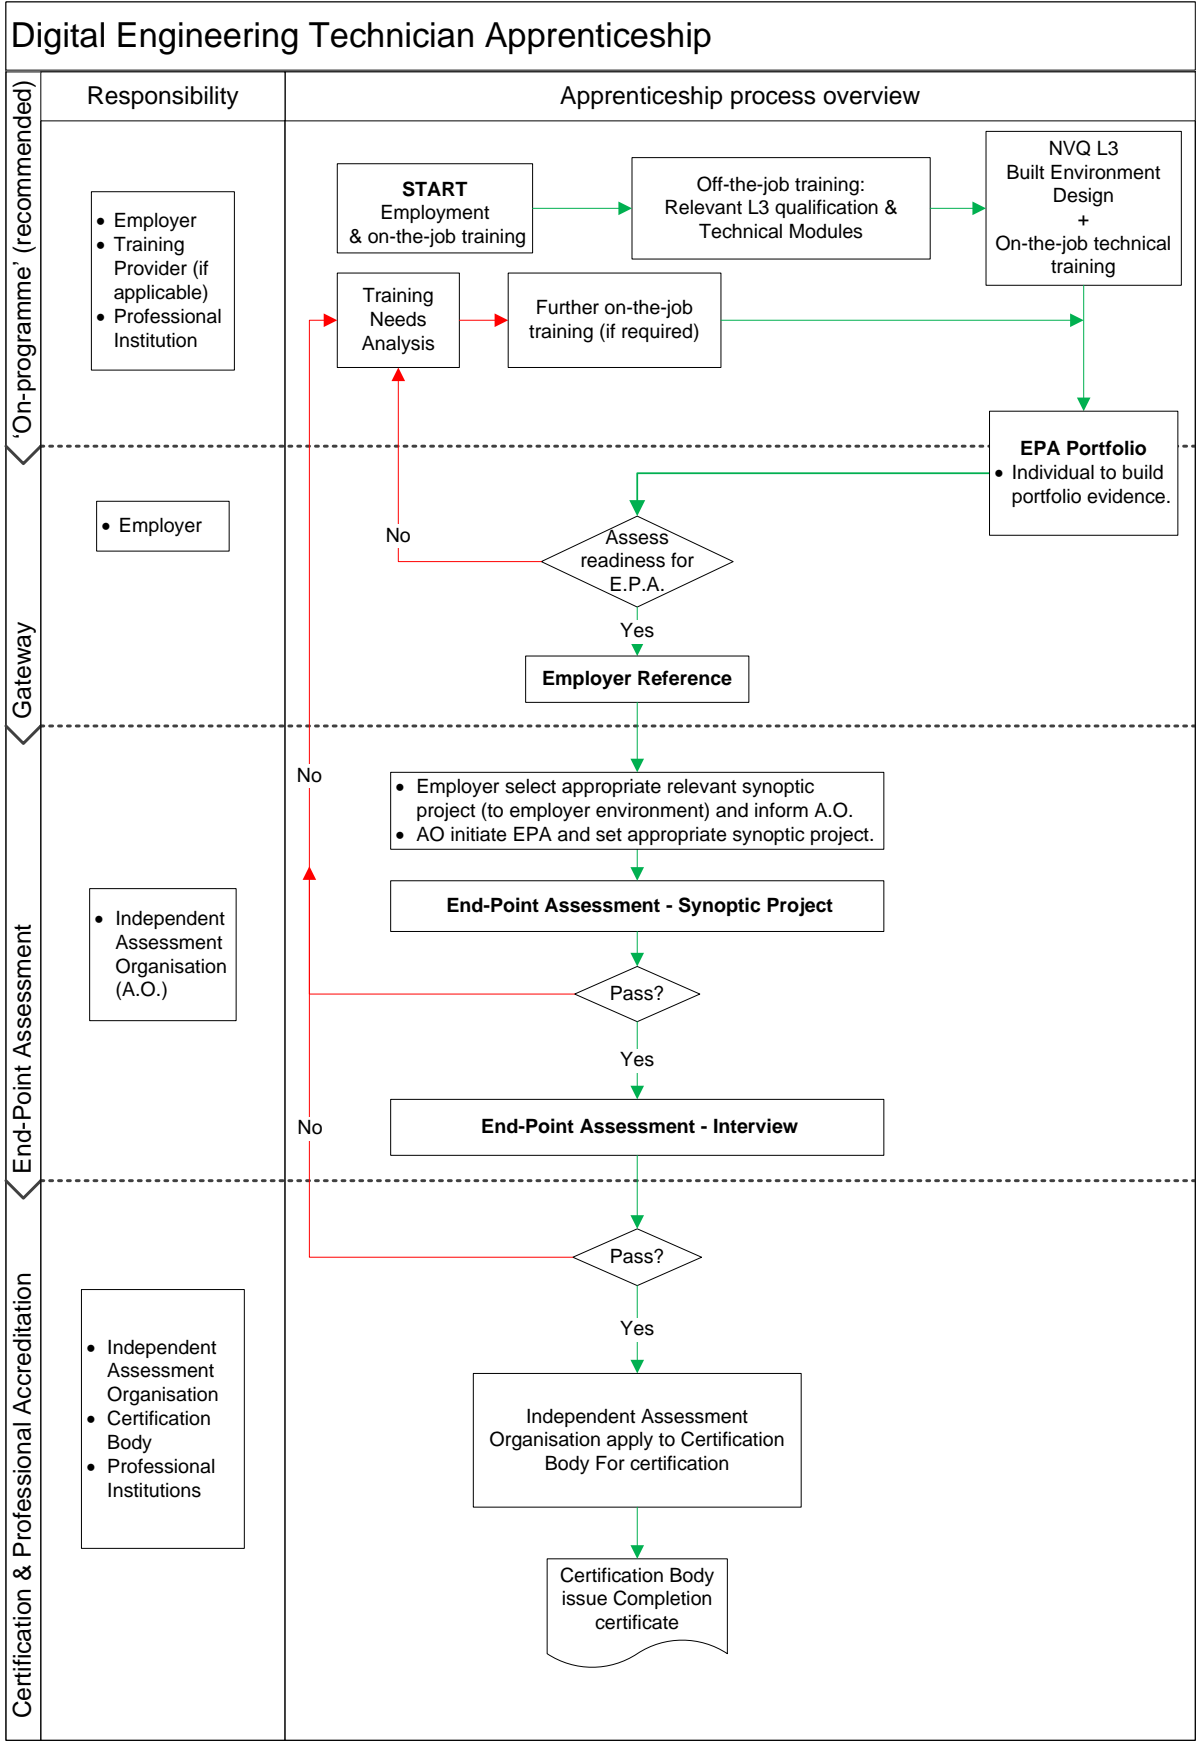 Digital Engineering Technician Apprenticeship
Responsibility
Apprenticeship process overview
'On-programme' (recommended)
• Employer
• Training
Provider (if
applicable)
• Professional
Institution
START
Employment
& on-the-job training
Off-the-job training:
Relevant L3 qualification &
Technical Modules
NVQ L3
Built Environment
Design
+
On-the-job technical
training
Training
Needs
Analysis
Further on-the-job
training (if required)
EPA Portfolio
• Individual to build
portfolio evidence.
Gateway
• Employer
No
Assess
readiness for
E.P.A.
Yes
Employer Reference
End-Point Assessment
• Independent
Assessment
Organisation
(A.O.)
No
• Employer select appropriate relevant synoptic
project (to employer environment) and inform A.O.
• AO initiate EPA and set appropriate synoptic project.
End-Point Assessment - Synoptic Project
Pass?
Yes
End-Point Assessment - Interview
No
Certification & Professional Accreditation
• Independent
Assessment
Organisation
• Certification
Body
• Professional
Institutions
Pass?
Yes
Independent Assessment
Organisation apply to Certification
Body For certification
Certification Body
issue Completion
certificate